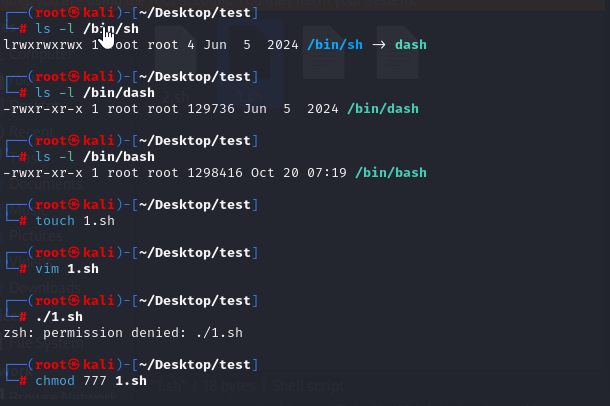 ┌──(root㉿kali)-[~/Desktop/test]
└─# ls -l /bin/sh
lrwxrwxrwx 1 root root 4 Jun  5  2024 /bin/sh -> dash
┌──(root㉿kali)-[~/Desktop/test]
└─# ls -l /bin/dash
-rwxr-xr-x 1 root root 129736 Jun  5  2024 /bin/dash
┌──(root㉿kali)-[~/Desktop/test]
└─# ls -l /bin/bash
-rwxr-xr-x 1 root root 1298416 Oct 20 07:19 /bin/bash
┌──(root㉿kali)-[~/Desktop/test]
└─# touch 1.sh
┌──(root㉿kali)-[~/Desktop/test]
└─# vim 1.sh
┌──(root㉿kali)-[~/Desktop/test]
└─# ./1.sh
zsh: permission denied: ./1.sh
┌──(root㉿kali)-[~/Desktop/test]
└─# chmod 777 1.sh